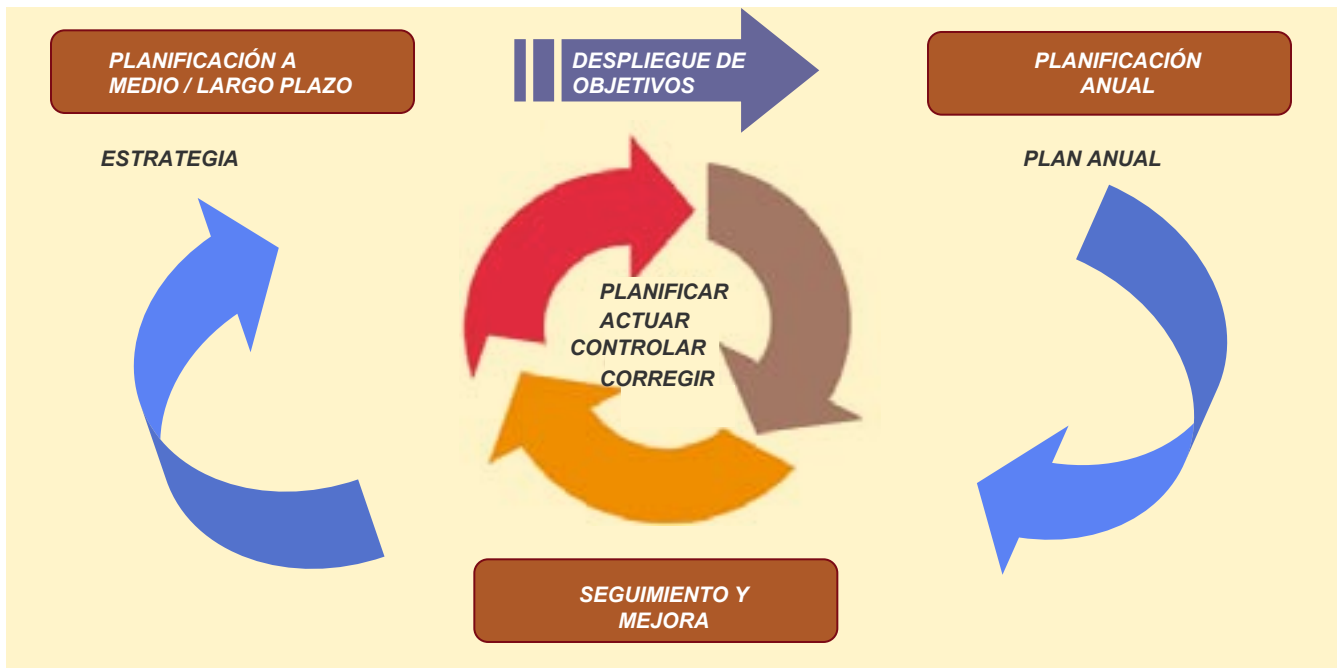 PLANIFICACIÓN A
MEDIO / LARGO PLAZO
DESPLIEGUE DE
OBJETIVOS
PLANIFICACIÓN
ANUAL
ESTRATEGIA
PLAN ANUAL
PLANIFICAR
ACTUAR
CONTROLAR
CORREGIR
SEGUIMIENTO Y
MEJORA